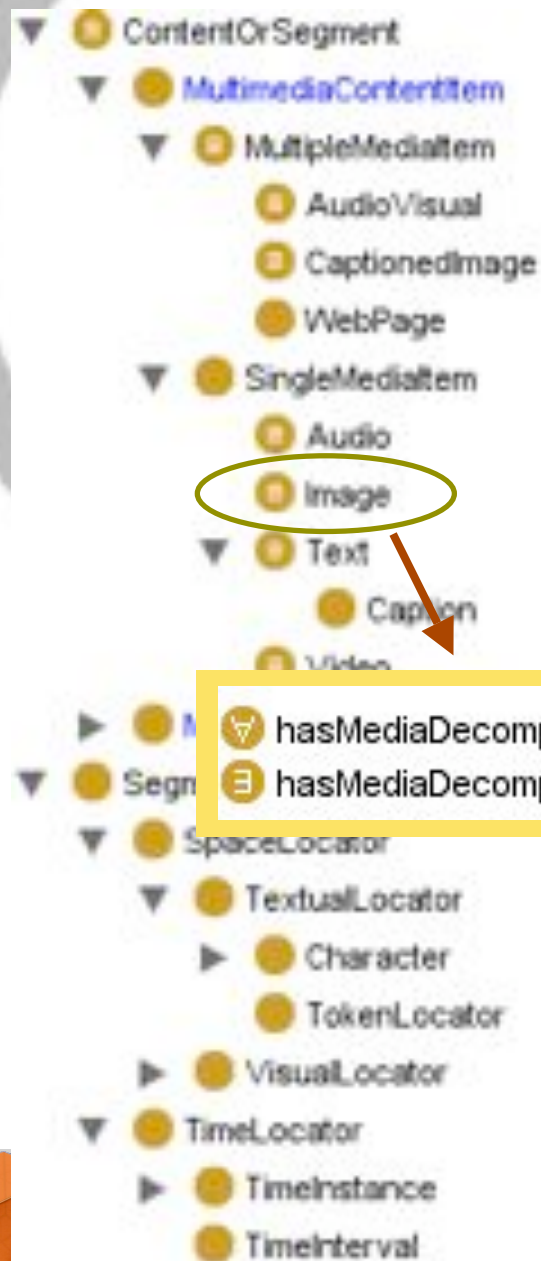 ContentOrSegment
MultimediaContentItem
MultipleMediaItem
AudioVisual
CaptionedImage
WebPage
SingleMediaItem
Audio
Image
Text
Caption
Video
∀ hasMediaDecomp
∃ hasMediaDecomp
SpaceLocator
TextualLocator
Character
TokenLocator
VisualLocator
TimeLocator
TimeInstance
TimeInterval